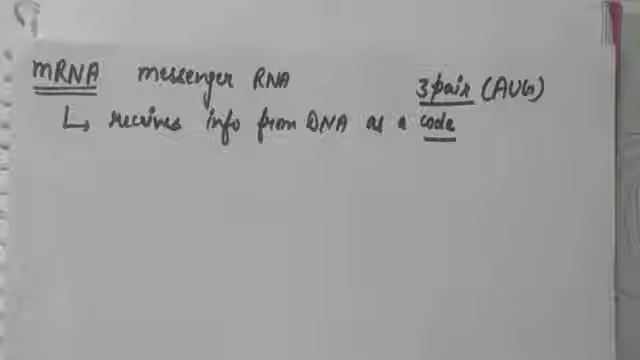 mRNA messenger RNA 3 pair (AUG)
↳ receives info from DNA as a code